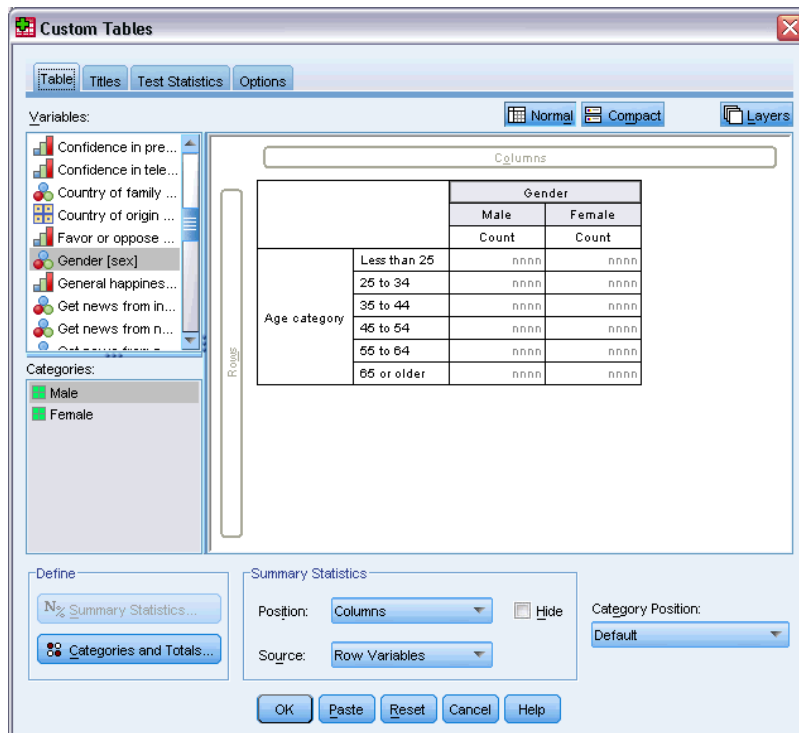 Custom Tables
Table Titles Test Statistics Options
Variables:
Normal Compact Layers
Confidence in pre...
Confidence in tele...
Country of family ...
Country of origin ...
Favor or oppose ...
Gender [sex]
General happines...
Get news from in...
Get news from n...
Categories:
Male
Female
Columns
Rows
Gender
Male Female
Count Count
Age category
Less than 25 nnnn nnnn
25 to 34 nnnn nnnn
35 to 44 nnnn nnnn
45 to 54 nnnn nnnn
55 to 64 nnnn nnnn
65 or older nnnn nnnn
Define
N% Summary Statistics...
Categories and Totals...
Summary Statistics
Position: Columns Hide
Source: Row Variables
Category Position:
Default
OK Paste Reset Cancel Help